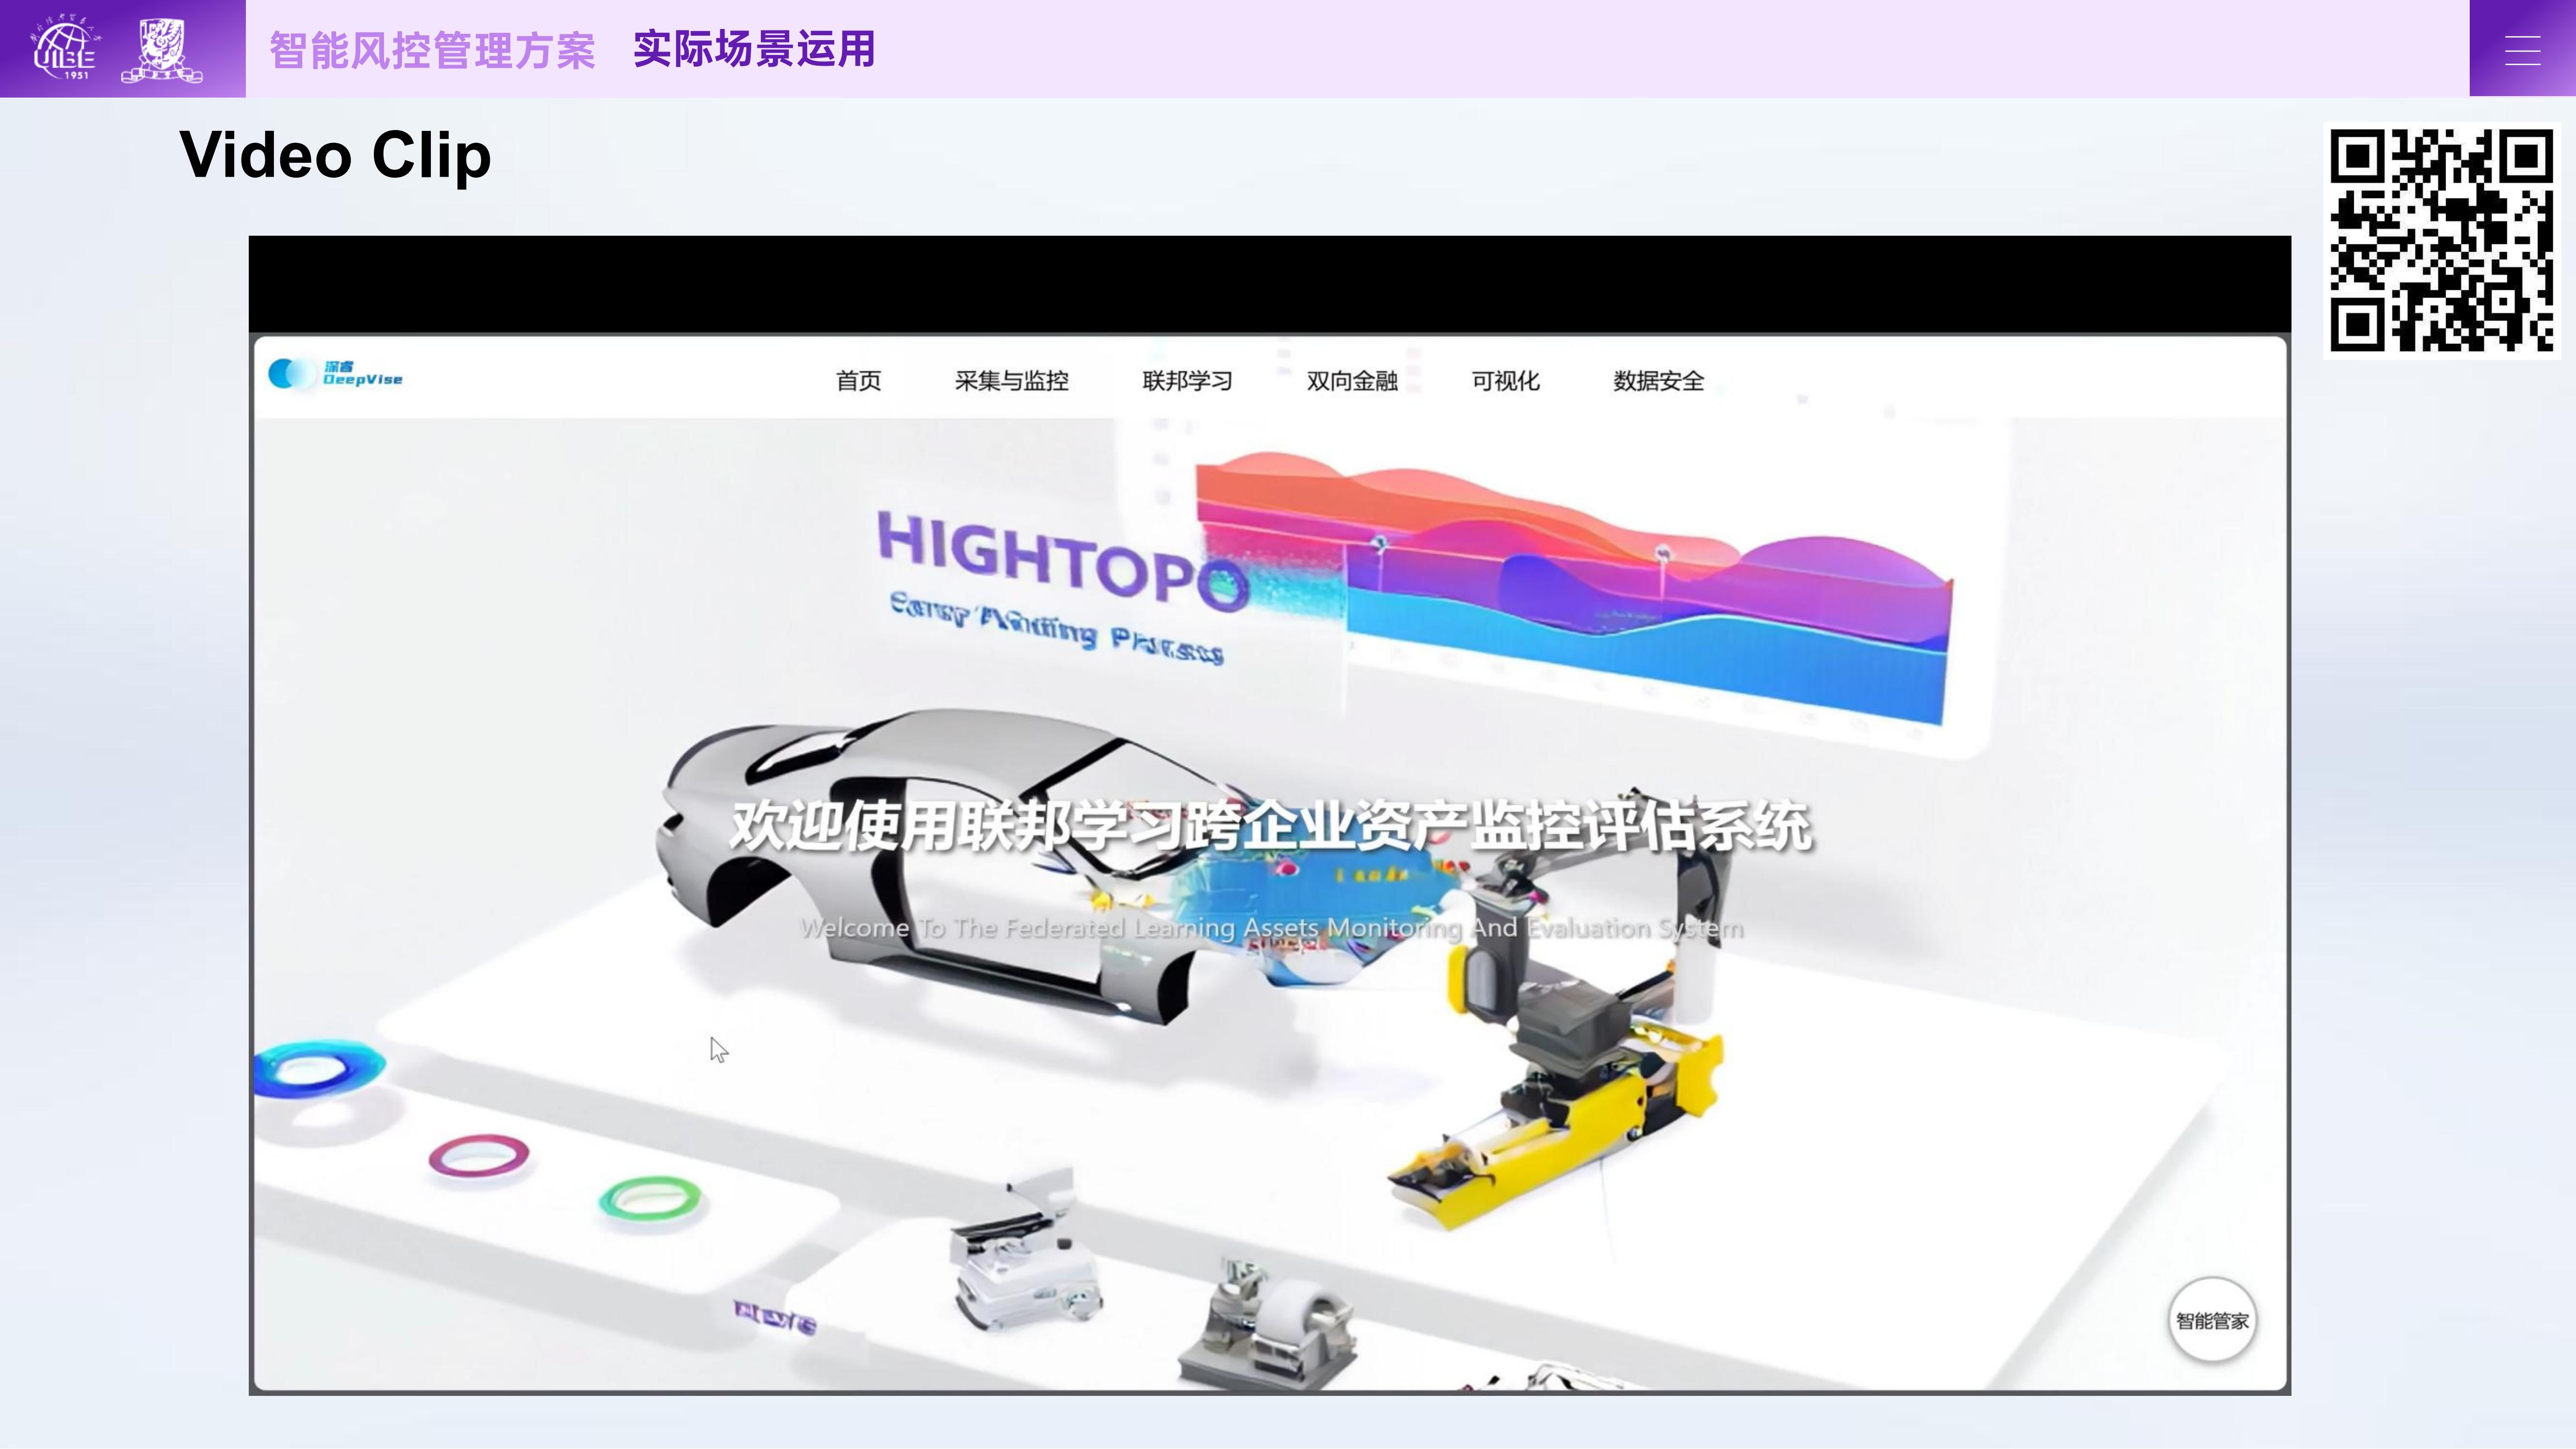 UIBE
1951
智能风控管理方案 实际场景运用
Video Clip
深睿
DeepVise
首页 采集与监控 联邦学习 双向金融 可视化 数据安全
HIGHTOPO
欢迎使用联邦学习跨企业资产监控评估系统
Welcome To The Federated Learning Assets Monitoring And Evaluation System
智能管家